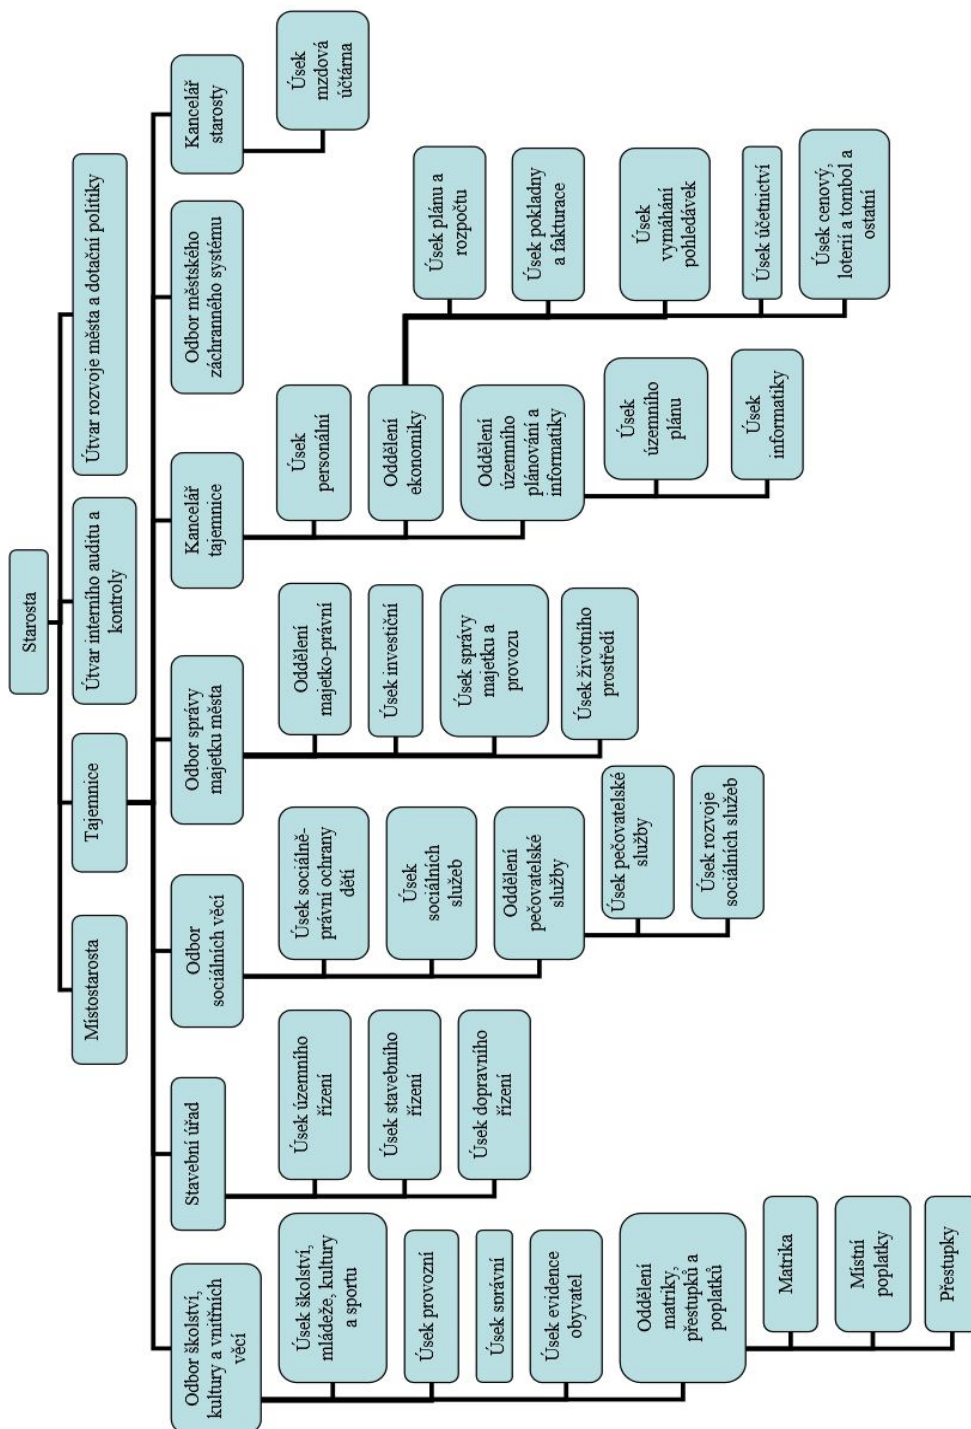 Starosta
Místostarosta
Tajemnice
Útvar interního auditu a
kontroly
Útvar rozvoje města a dotační politiky
Odbor školství,
kultury a vnitřních
věcí
Stavební úřad
Odbor
sociálních věcí
Odbor správy
majetku města
Kancelář
tajemnice
Odbor městského
záchranného systému
Kancelář
starosty
Úsek školství,
mládeže, kultury
a sportu
Úsek provozní
Úsek správní
Úsek evidence
obyvatel
Oddělení
matriky,
přestupků a
poplatků
Matrika
Místní
poplatky
Přestupky
Úsek územního
řízení
Úsek stavebního
řízení
Úsek dopravního
řízení
Úsek sociálně-
právní ochrany
dětí
Úsek
sociálních
služeb
Oddělení
pečovatelské
služby
Úsek pečovatelské
služby
Úsek rozvoje
sociálních služeb
Oddělení
majetko-právní
Úsek investiční
Úsek správy
majetku a
provozu
Úsek životního
prostředí
Úsek
personální
Oddělení
ekonomiky
Oddělení
územního
plánování a
informatiky
Úsek
územního
plánu
Úsek
informatiky
Úsek plánu a
rozpočtu
Úsek pokladny
a fakturace
Úsek
vymáhání
pohledávek
Úsek účetnictví
Úsek cenový,
loterií a tombol a
ostatní
Úsek
mzdová
účtárna